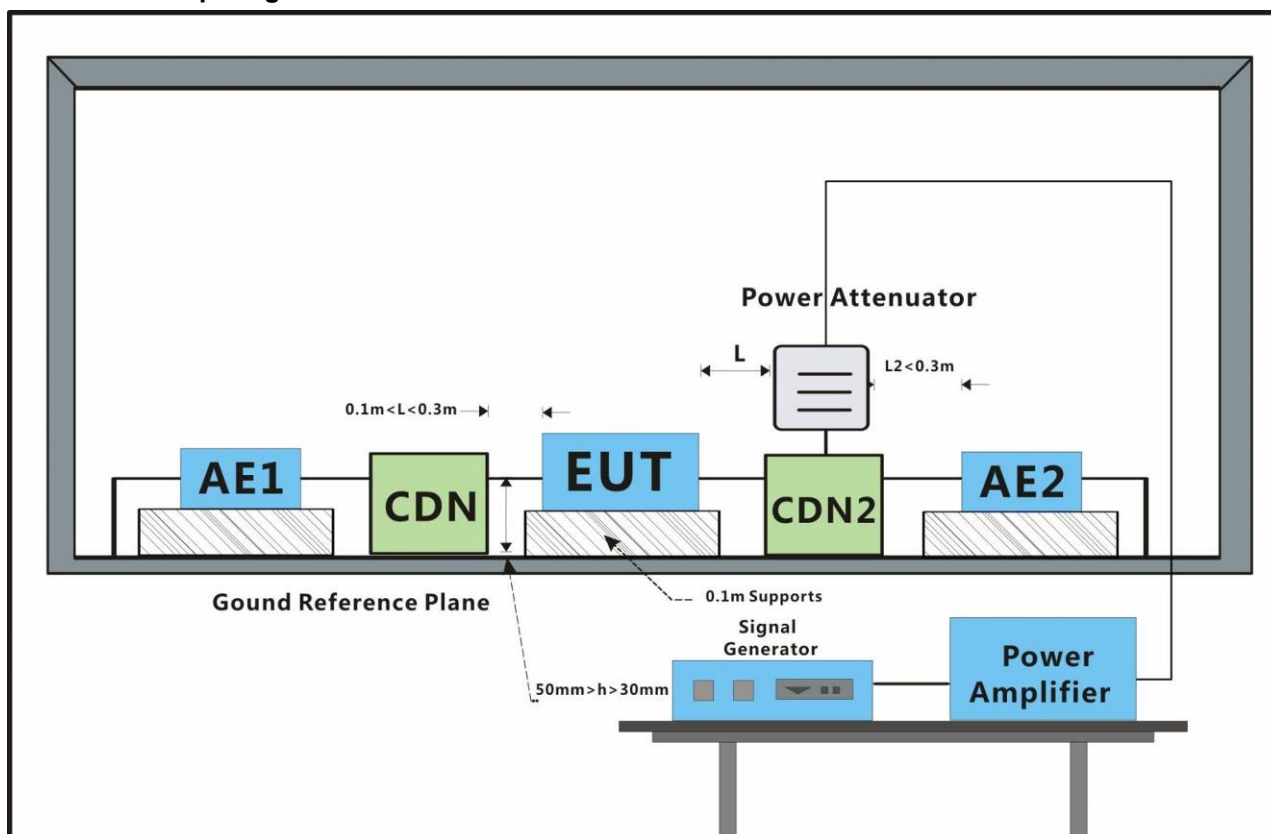 Power Attenuator
L
L2<0.3m
0.1m<L<0.3m
AE1
CDN
EUT
CDN2
AE2
Gound Reference Plane
0.1m Supports
Signal
Generator
50mm>h>30mm
Power
Amplifier